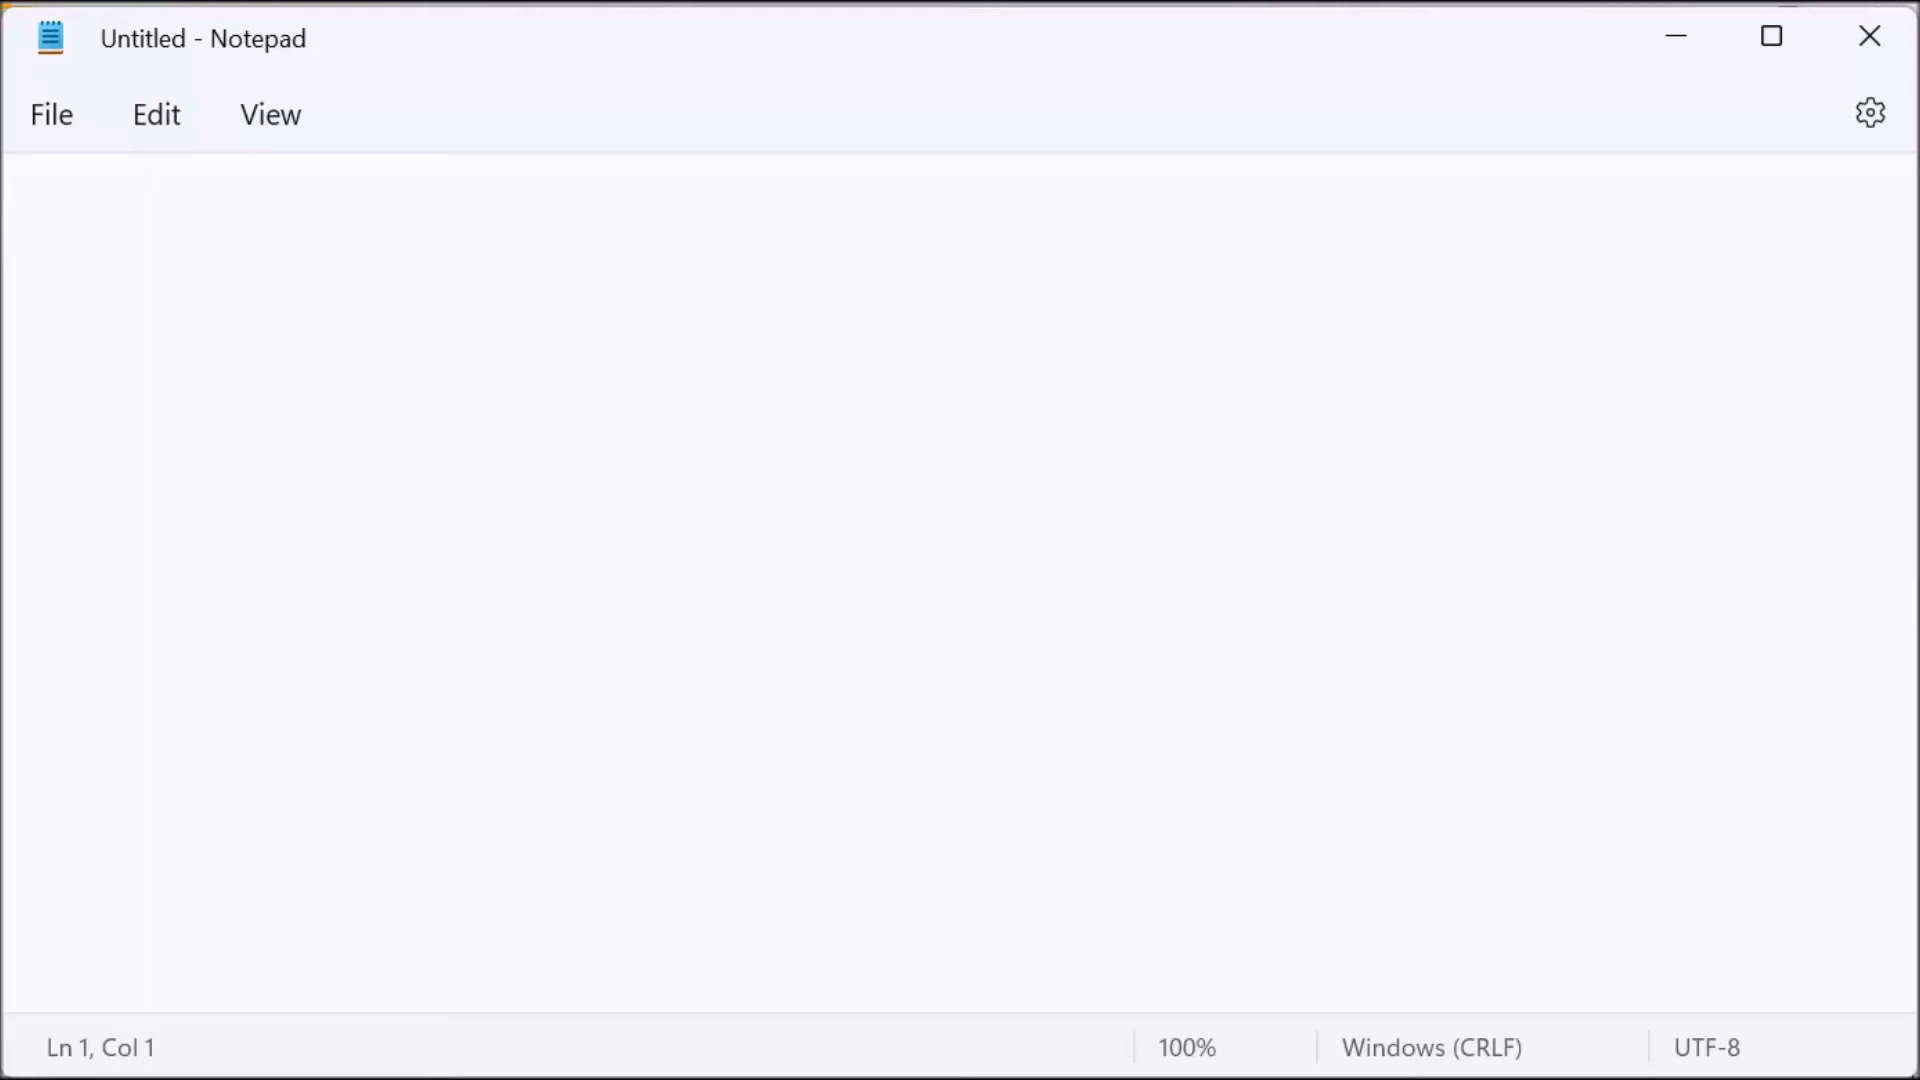 Untitled - Notepad
File Edit View
Ln 1, Col 1 100% Windows (CRLF) UTF-8